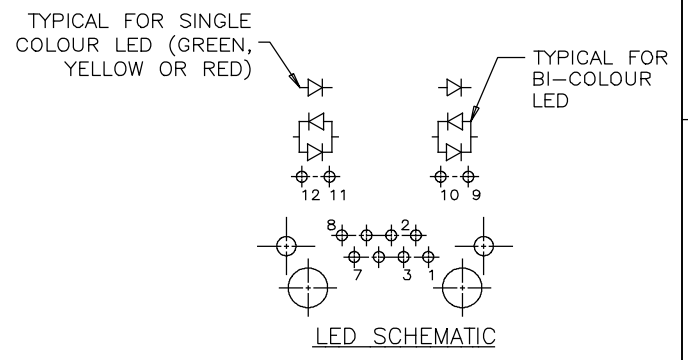 TYPICAL FOR SINGLE
COLOUR LED (GREEN,
YELLOW OR RED)
TYPICAL FOR
BI-COLOUR
LED
12 11
10 9
8 2
7 3 1
LED SCHEMATIC